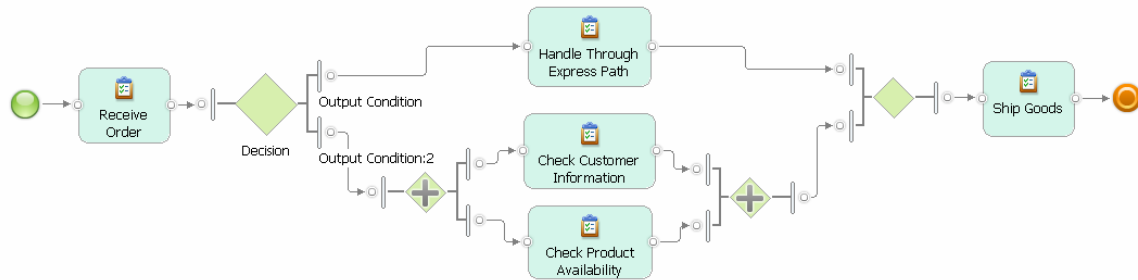 Receive
Order
Decision
Output Condition
Output Condition:2
Handle Through
Express Path
Check Customer
Information
Check Product
Availability
Ship Goods